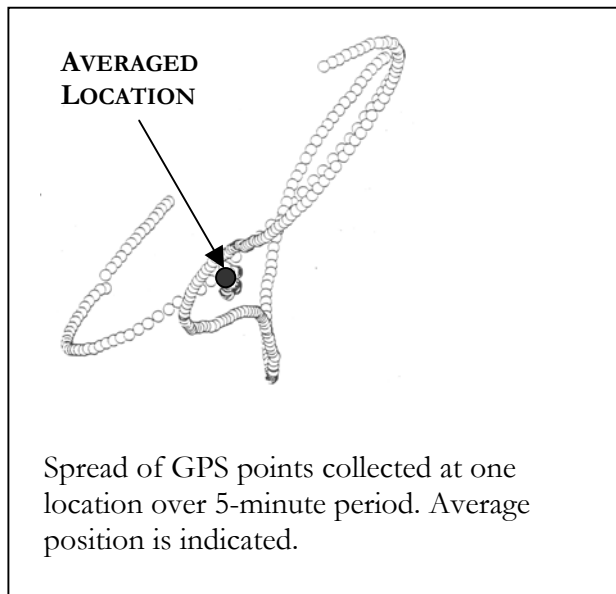 AVERAGED
LOCATION
Spread of GPS points collected at one
location over 5-minute period. Average
position is indicated.